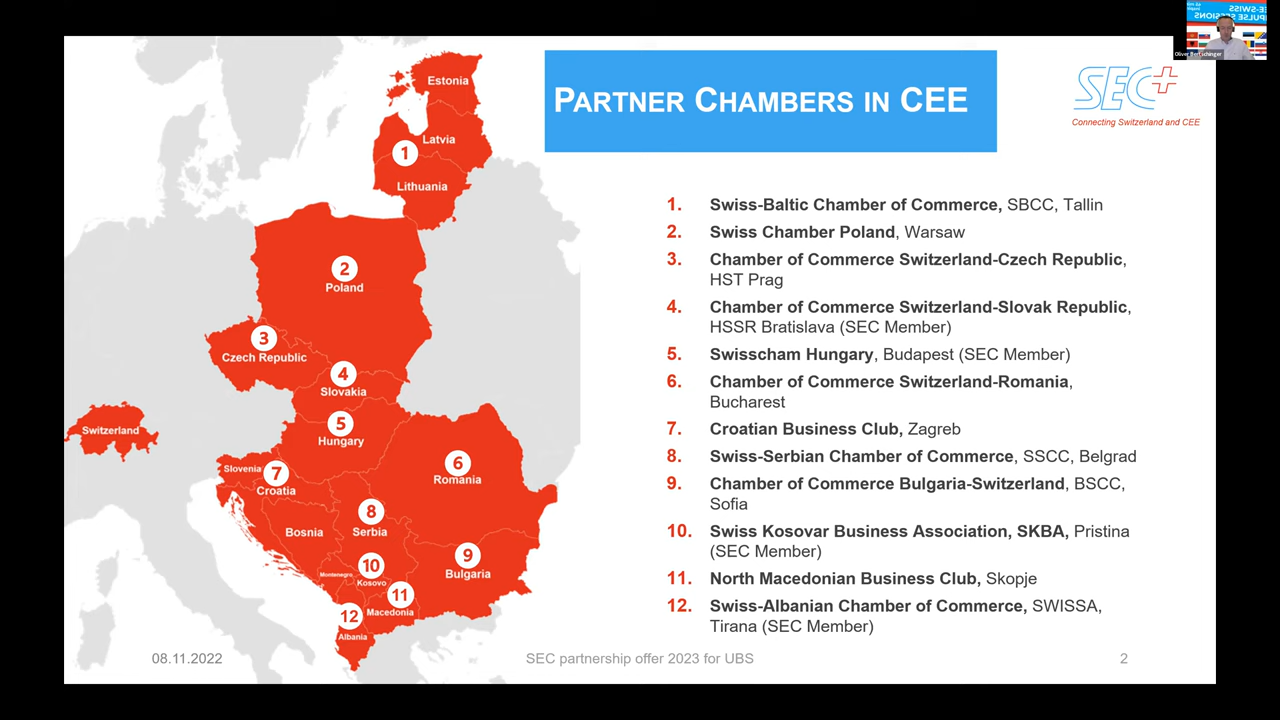 PARTNER CHAMBERS IN CEE
SEC+
Connecting Switzerland and CEE
Oliver Bertschinger
Estonia
Latvia
1
Lithuania
2
Poland
3
Czech Republic
4
Slovakia
Switzerland
5
Hungary
Slovenia
7
Croatia
6
Romania
8
Serbia
Bosnia
9
Bulgaria
10
Kosovo
Montenegro
11
Macedonia
12
Albania
1. Swiss-Baltic Chamber of Commerce, SBCC, Tallin
2. Swiss Chamber Poland, Warsaw
3. Chamber of Commerce Switzerland-Czech Republic,
HST Prag
4. Chamber of Commerce Switzerland-Slovak Republic,
HSSR Bratislava (SEC Member)
5. Swisscham Hungary, Budapest (SEC Member)
6. Chamber of Commerce Switzerland-Romania,
Bucharest
7. Croatian Business Club, Zagreb
8. Swiss-Serbian Chamber of Commerce, SSCC, Belgrad
9. Chamber of Commerce Bulgaria-Switzerland, BSCC,
Sofia
10. Swiss Kosovar Business Association, SKBA, Pristina
(SEC Member)
11. North Macedonian Business Club, Skopje
12. Swiss-Albanian Chamber of Commerce, SWISSA,
Tirana (SEC Member)
08.11.2022
SEC partnership offer 2023 for UBS
2